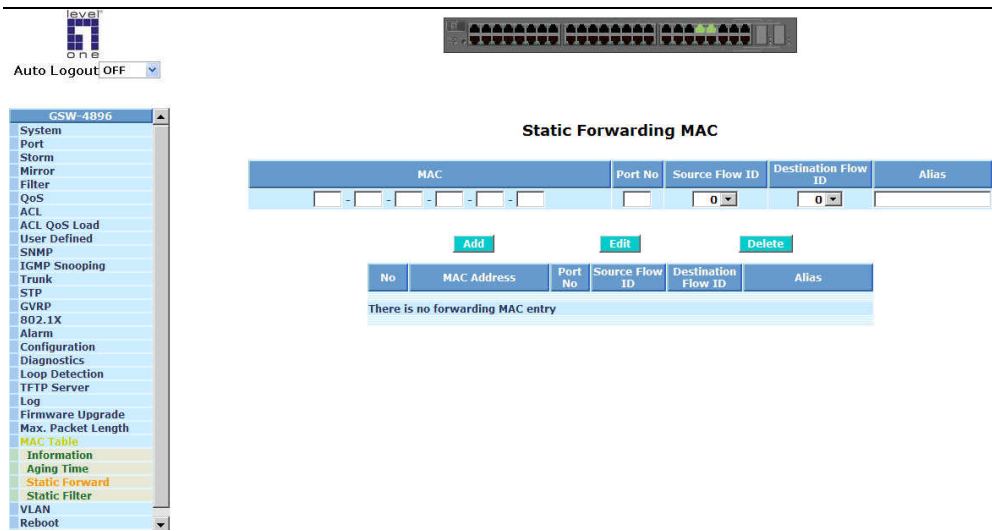 level
one
Auto Logout OFF
GSW-4896
System
Port
Storm
Mirror
Filter
QoS
ACL
ACL QoS Load
User Defined
SNMP
IGMP Snooping
Trunk
STP
GVRP
802.1X
Alarm
Configuration
Diagnostics
Loop Detection
TFTP Server
Log
Firmware Upgrade
Max. Packet Length
MAC Table
Information
Aging Time
Static Forward
Static Filter
VLAN
Reboot
Static Forwarding MAC
MAC Port No Source Flow ID Destination Flow ID Alias
- - - - - 0 0
Add Edit Delete
No MAC Address Port No Source Flow ID Destination Flow ID Alias
There is no forwarding MAC entry